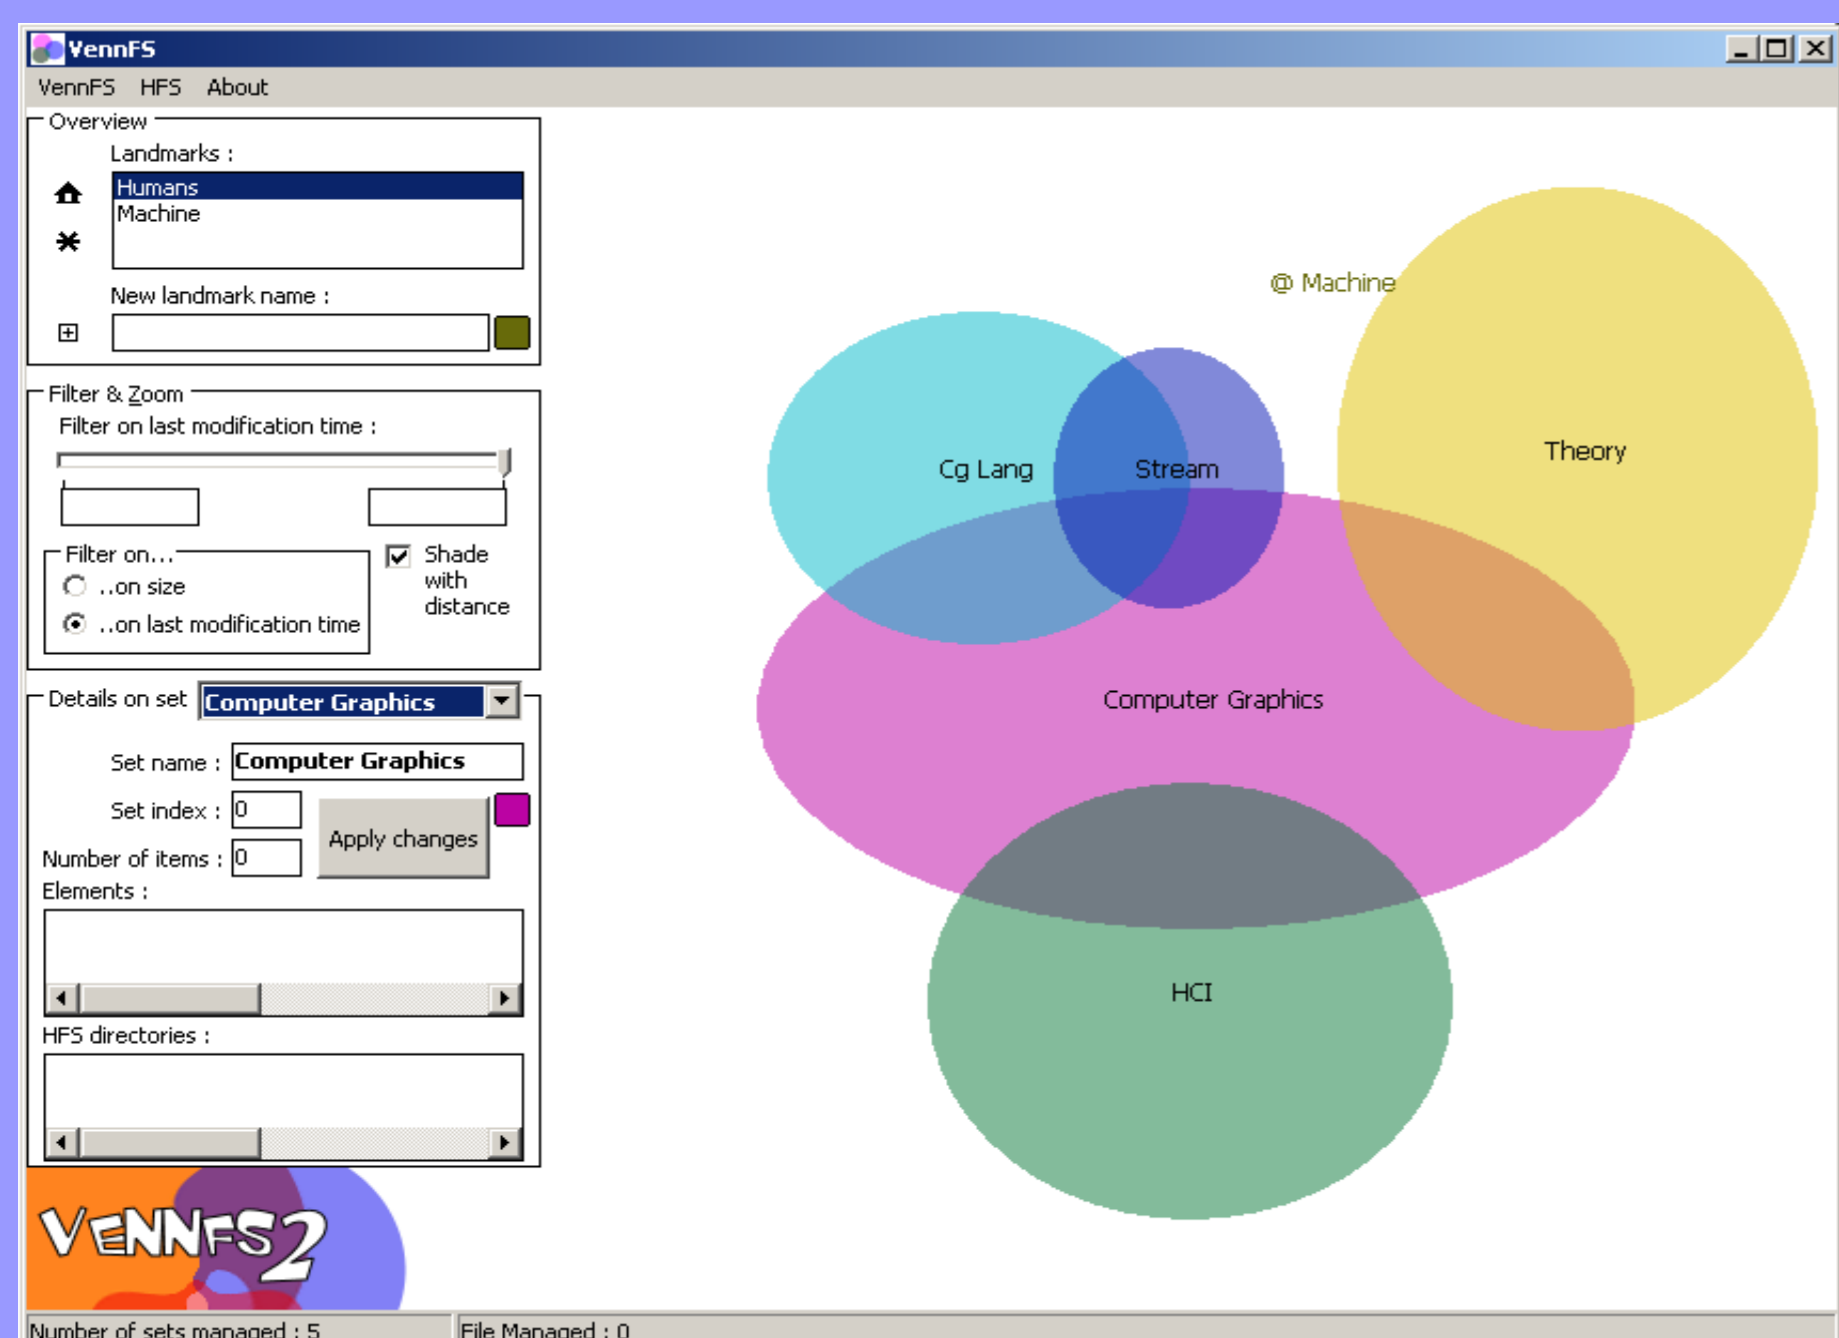 VennFS
VennFS HFS About
Overview
Landmarks :
Humans
Machine
New landmark name :
Filter & Zoom
Filter on last modification time :
Filter on...
..on size
..on last modification time
Shade
with
distance
Details on set Computer Graphics
Set name : Computer Graphics
Set index : 0
Number of items : 0
Apply changes
Elements :
HFS directories :
VENNFS2
@ Machine
Cg Lang
Stream
Theory
Computer Graphics
HCI
Number of sets managed : 5
File Managed : 0